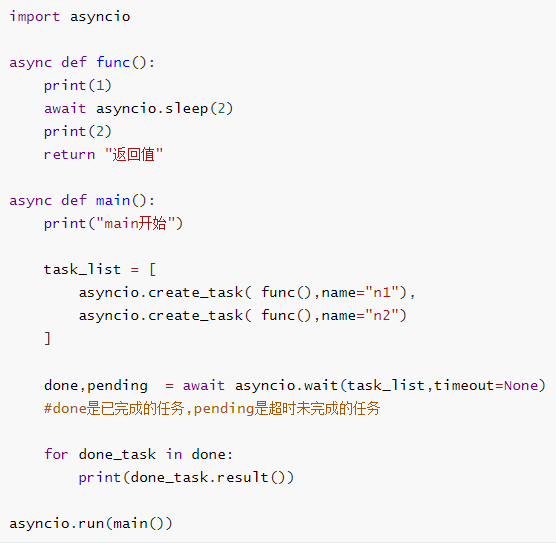 import asyncio

async def func():
    print(1)
    await asyncio.sleep(2)
    print(2)
    return "返回值"

async def main():
    print("main开始")

    task_list = [
        asyncio.create_task( func(),name="n1"),
        asyncio.create_task( func(),name="n2")
    ]

    done,pending  = await asyncio.wait(task_list,timeout=None)
    #done是已完成的任务,pending是超时未完成的任务

    for done_task in done:
        print(done_task.result())

asyncio.run(main())